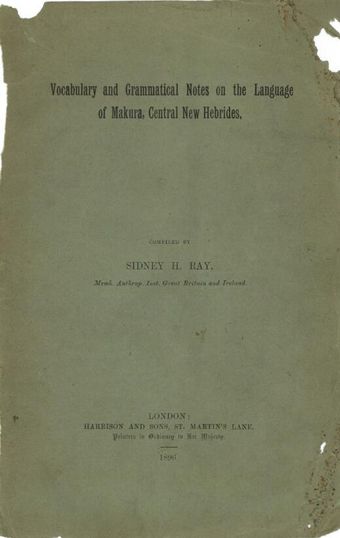 Vocabulary and Grammatical Notes on the Language
of Makura, Central New Hebrides,
COMPILED BY
SIDNEY H. RAY,
Memb. Anthrop. Inst. Great Britain and Ireland.
LONDON:
HARRISON AND SONS, ST. MARTIN'S LANE,
Printers in Ordinary to Her Majesty.
1896.